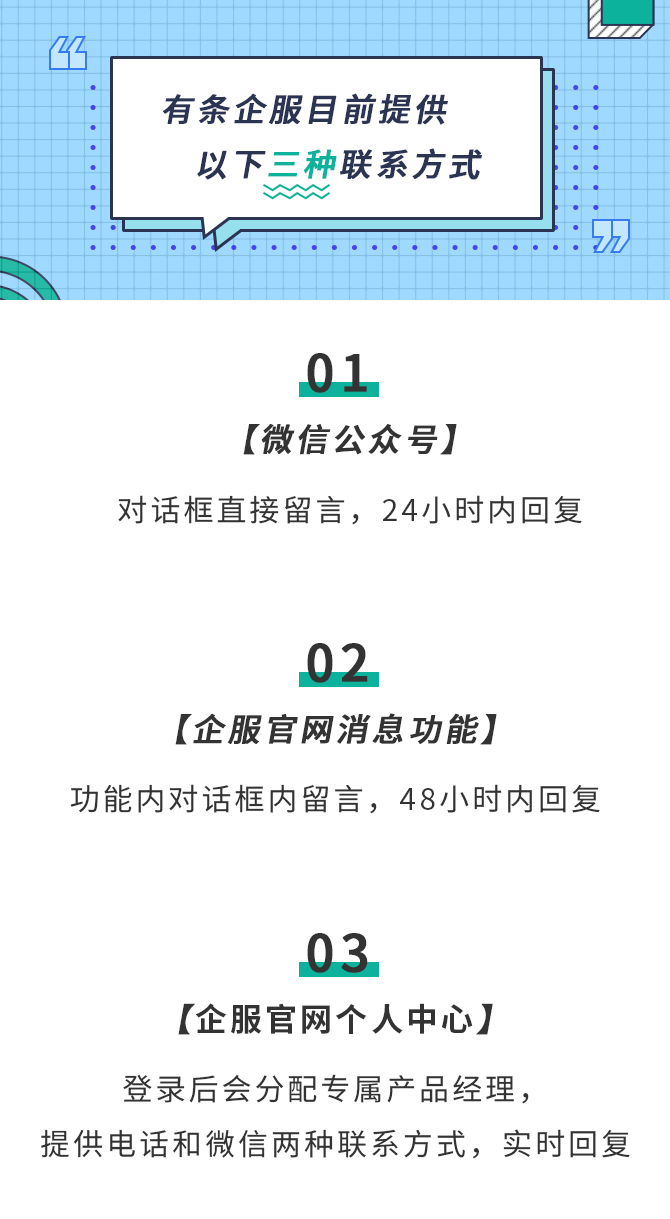 有条企服目前提供
以下三种联系方式
01
【微信公众号】
对话框直接留言，24小时内回复
02
【企服官网消息功能】
功能内对话框内留言，48小时内回复
03
【企服官网个人中心】
登录后会分配专属产品经理，
提供电话和微信两种联系方式，实时回复